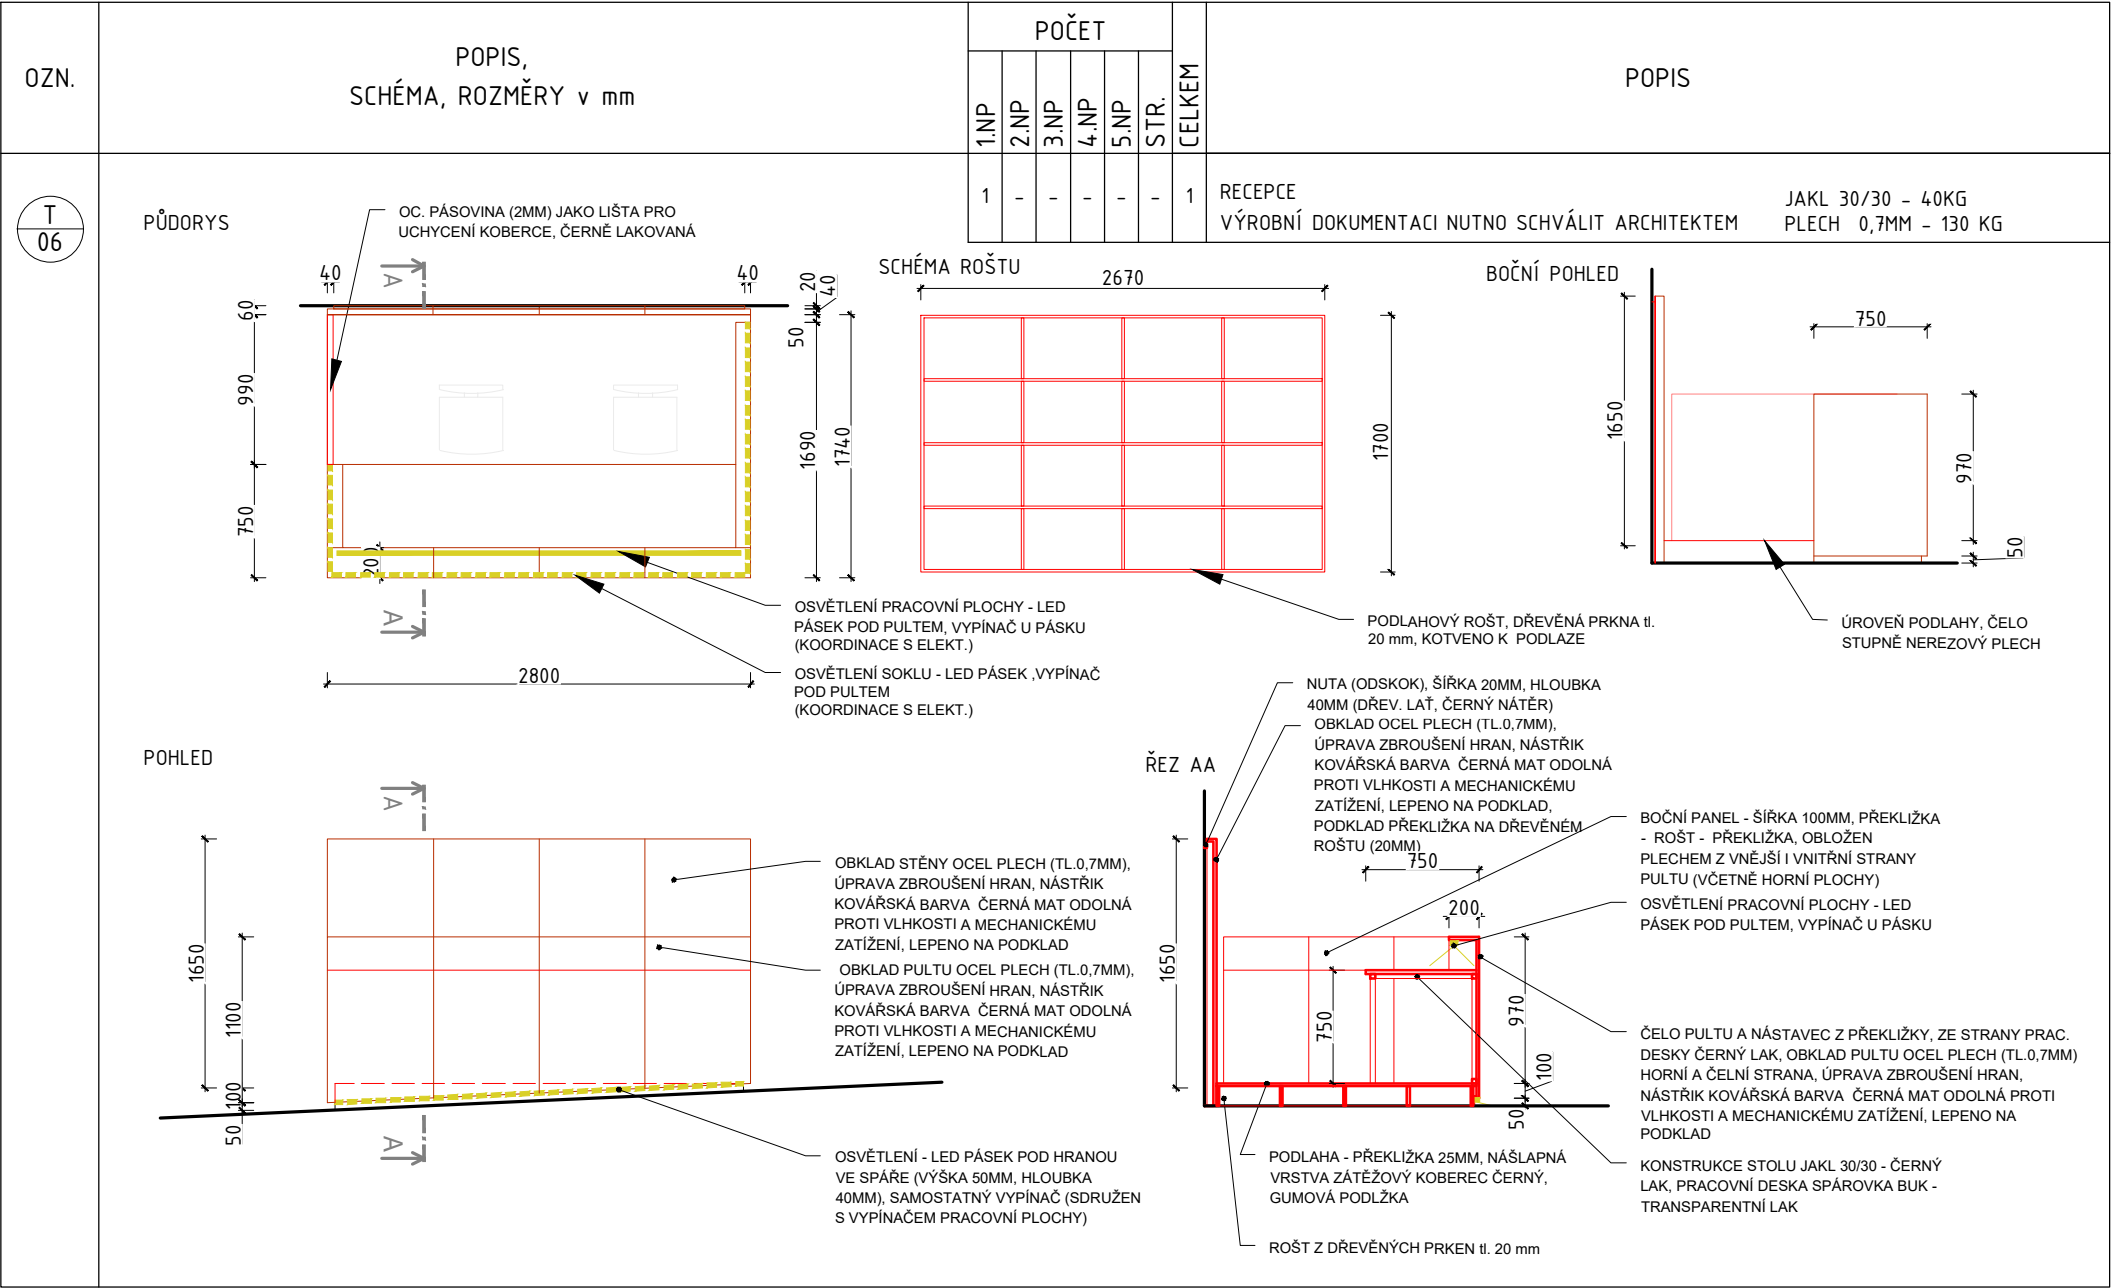 OZN.
POPIS,
SCHÉMA, ROZMĚRY v mm
POČET
1.NP
2.NP
3.NP
4.NP
5.NP
STR.
CELKEM
POPIS
T
06
1
-
-
-
-
-
1
RECEPCE
VÝROBNÍ DOKUMENTACI NUTNO SCHVÁLIT ARCHITEKTEM
JAKL 30/30 - 40KG
PLECH 0,7MM - 130 KG
PŮDORYS
OC. PÁSOVINA (2MM) JAKO LIŠTA PRO
UCHYCENÍ KOBERCE, ČERNĚ LAKOVANÁ
A
40
40
20
40
60
50
990
750
1690
1740
20
A
2800
OSVĚTLENÍ PRACOVNÍ PLOCHY - LED
PÁSEK POD PULTEM, VYPÍNAČ U PÁSKU
(KOORDINACE S ELEKT.)
OSVĚTLENÍ SOKLU - LED PÁSEK ,VYPÍNAČ
POD PULTEM
(KOORDINACE S ELEKT.)
SCHÉMA ROŠTU
2670
1700
PODLAHOVÝ ROŠT, DŘEVĚNÁ PRKNA tl.
20 mm, KOTVENO K PODLAZE
BOČNÍ POHLED
750
1650
970
50
ÚROVEŇ PODLAHY, ČELO
STUPNĚ NEREZOVÝ PLECH
POHLED
A
1650
1100
100
50
A
OBKLAD STĚNY OCEL PLECH (TL.0,7MM),
ÚPRAVA ZBROUŠENÍ HRAN, NÁSTŘIK
KOVÁŘSKÁ BARVA ČERNÁ MAT ODOLNÁ
PROTI VLHKOSTI A MECHANICKÉMU
ZATÍŽENÍ, LEPENO NA PODKLAD
OBKLAD PULTU OCEL PLECH (TL.0,7MM),
ÚPRAVA ZBROUŠENÍ HRAN, NÁSTŘIK
KOVÁŘSKÁ BARVA ČERNÁ MAT ODOLNÁ
PROTI VLHKOSTI A MECHANICKÉMU
ZATÍŽENÍ, LEPENO NA PODKLAD
OSVĚTLENÍ - LED PÁSEK POD HRANOU
VE SPÁŘE (VÝŠKA 50MM, HLOUBKA
40MM), SAMOSTATNÝ VYPÍNAČ (SDRUŽEN
S VYPÍNAČEM PRACOVNÍ PLOCHY)
ŘEZ AA
NUTA (ODSKOK), ŠÍŘKA 20MM, HLOUBKA
40MM (DŘEV. LAŤ, ČERNÝ NÁTĚR)
OBKLAD OCEL PLECH (TL.0,7MM),
ÚPRAVA ZBROUŠENÍ HRAN, NÁSTŘIK
KOVÁŘSKÁ BARVA ČERNÁ MAT ODOLNÁ
PROTI VLHKOSTI A MECHANICKÉMU
ZATÍŽENÍ, LEPENO NA PODKLAD,
PODKLAD PŘEKLIŽKA NA DŘEVĚNÉM
ROŠTU (20MM)
750
200
1650
750
970
100
50
BOČNÍ PANEL - ŠÍŘKA 100MM, PŘEKLIŽKA
- ROŠT - PŘEKLIŽKA, OBLOŽEN
PLECHEM Z VNĚJŠÍ I VNITŘNÍ STRANY
PULTU (VČETNĚ HORNÍ PLOCHY)
OSVĚTLENÍ PRACOVNÍ PLOCHY - LED
PÁSEK POD PULTEM, VYPÍNAČ U PÁSKU
ČELO PULTU A NÁSTAVEC Z PŘEKLIŽKY, ZE STRANY PRAC.
DESKY ČERNÝ LAK, OBKLAD PULTU OCEL PLECH (TL.0,7MM)
HORNÍ A ČELNÍ STRANA, ÚPRAVA ZBROUŠENÍ HRAN,
NÁSTŘIK KOVÁŘSKÁ BARVA ČERNÁ MAT ODOLNÁ PROTI
VLHKOSTI A MECHANICKÉMU ZATÍŽENÍ, LEPENO NA
PODKLAD
KONSTRUKCE STOLU JAKL 30/30 - ČERNÝ
LAK, PRACOVNÍ DESKA SPÁROVKA BUK -
TRANSPARENTNÍ LAK
PODLAHA - PŘEKLIŽKA 25MM, NÁŠLAPNÁ
VRSTVA ZÁTĚŽOVÝ KOBEREC ČERNÝ,
GUMOVÁ PODLŽKA
ROŠT Z DŘEVĚNÝCH PRKEN tl. 20 mm